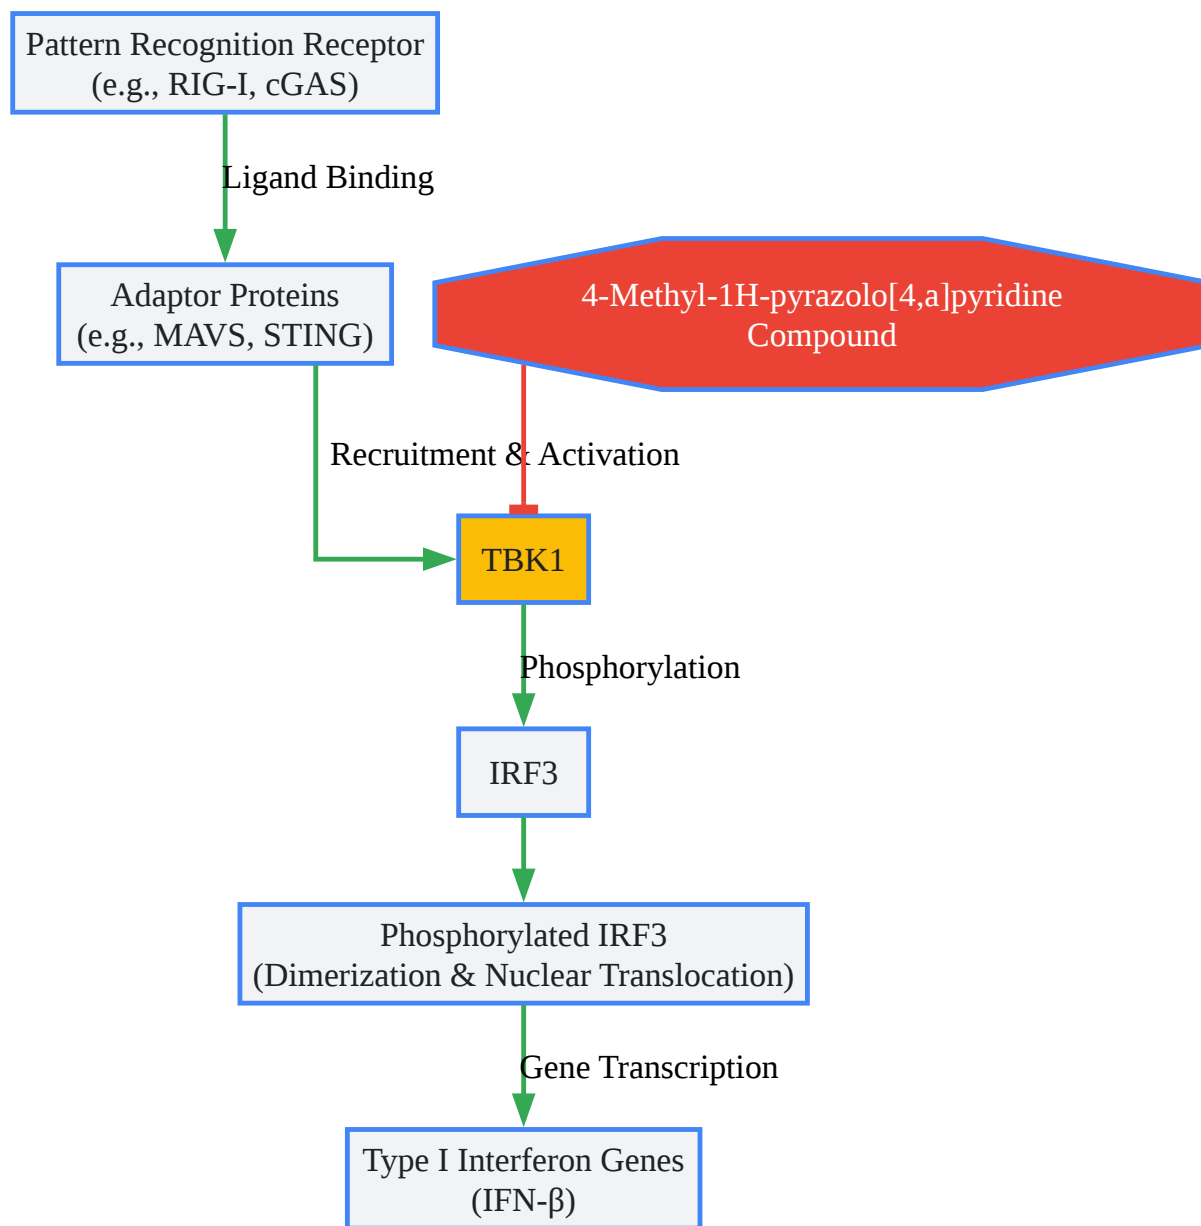 Pattern Recognition Receptor
(e.g., RIG-I, cGAS)
Ligand Binding
Adaptor Proteins
(e.g., MAVS, STING)
4-Methyl-1H-pyrazolo[4,a]pyridine
Compound
Recruitment & Activation
TBK1
Phosphorylation
IRF3
Phosphorylated IRF3
(Dimerization & Nuclear Translocation)
Gene Transcription
Type I Interferon Genes
(IFN-β)